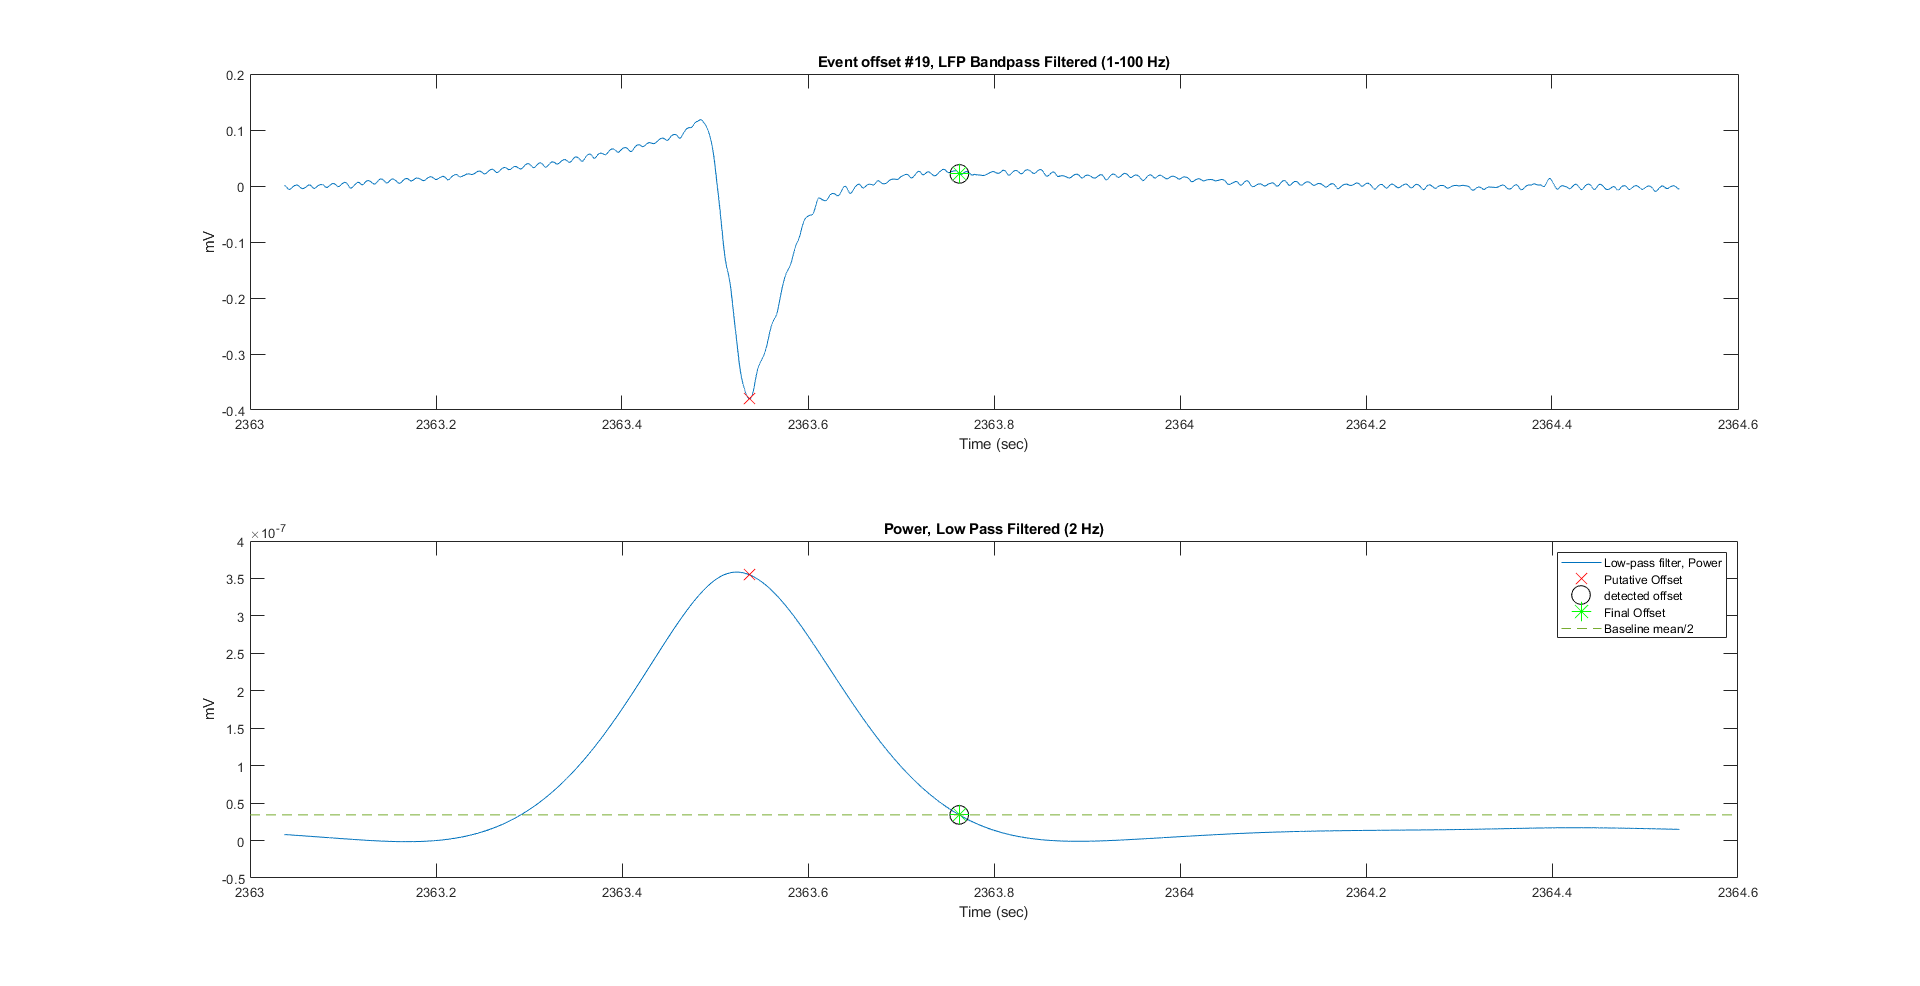 Event offset #19, LFP Bandpass Filtered (1-100 Hz)
0.2
0.1
0
-0.1
-0.2
-0.3
-0.4
mV
2363 2363.2 2363.4 2363.6 2363.8 2364 2364.2 2364.4 2364.6
Time (sec)
Power, Low Pass Filtered (2 Hz)
×10-7
4
3.5
3
2.5
2
1.5
1
0.5
0
-0.5
mV
Low-pass filter, Power
Putative Offset
detected offset
Final Offset
Baseline mean/2
2363 2363.2 2363.4 2363.6 2363.8 2364 2364.2 2364.4 2364.6
Time (sec)